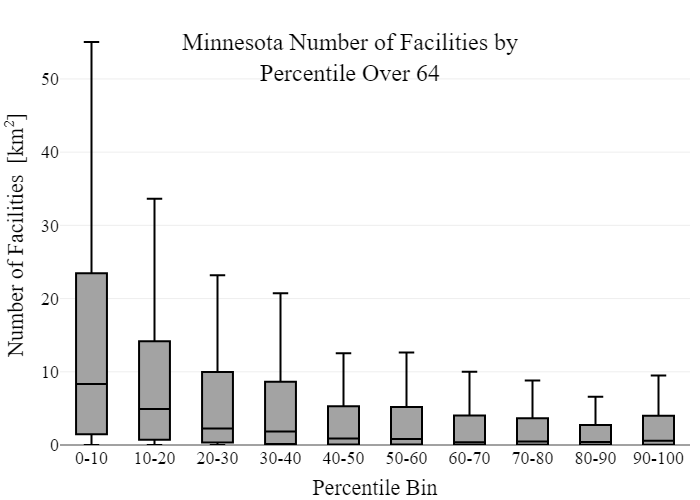 Minnesota Number of Facilities by
Percentile Over 64
Number of Facilities [km²]
50
40
30
20
10
0
0-10 10-20 20-30 30-40 40-50 50-60 60-70 70-80 80-90 90-100
Percentile Bin